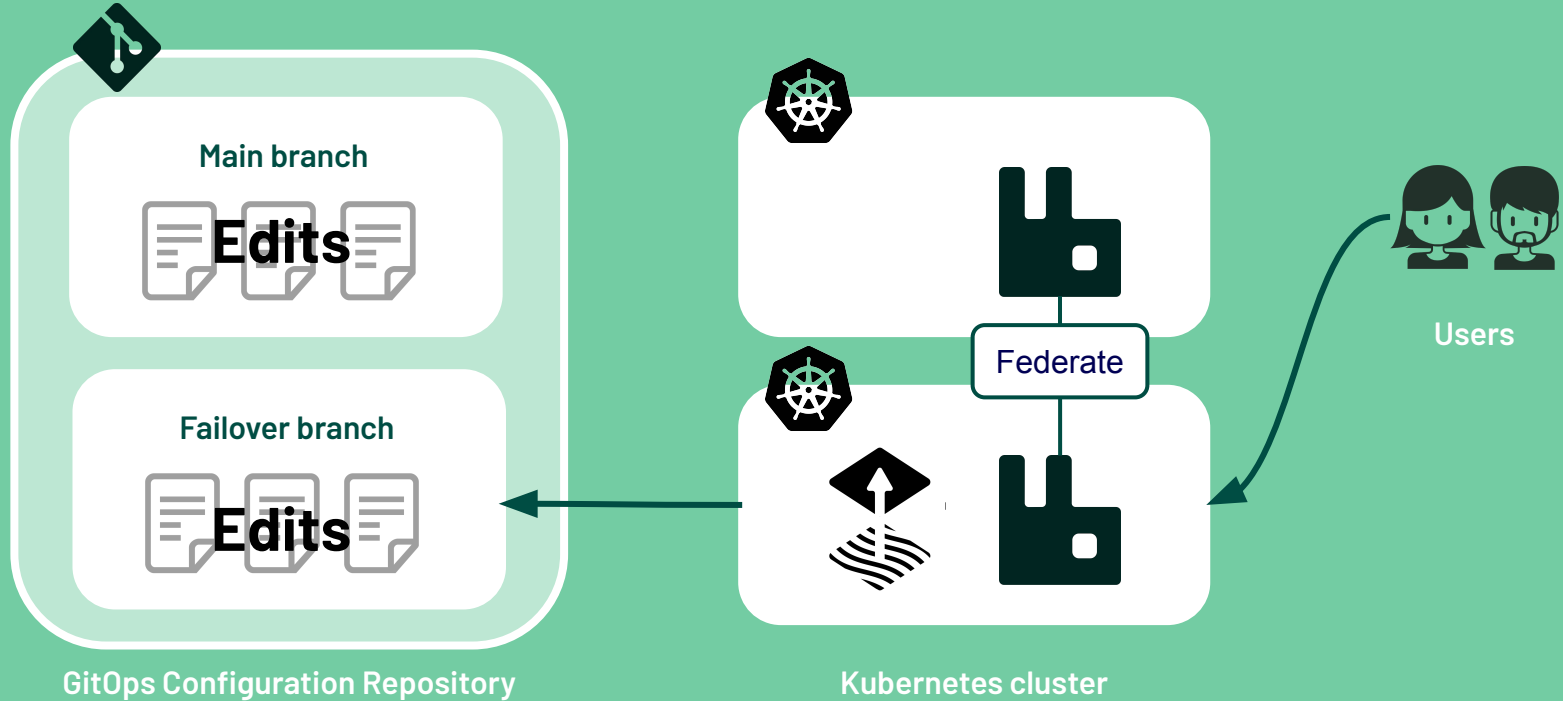 Main branch
Edits
Failover branch
Edits
GitOps Configuration Repository
Federate
Kubernetes cluster
Users